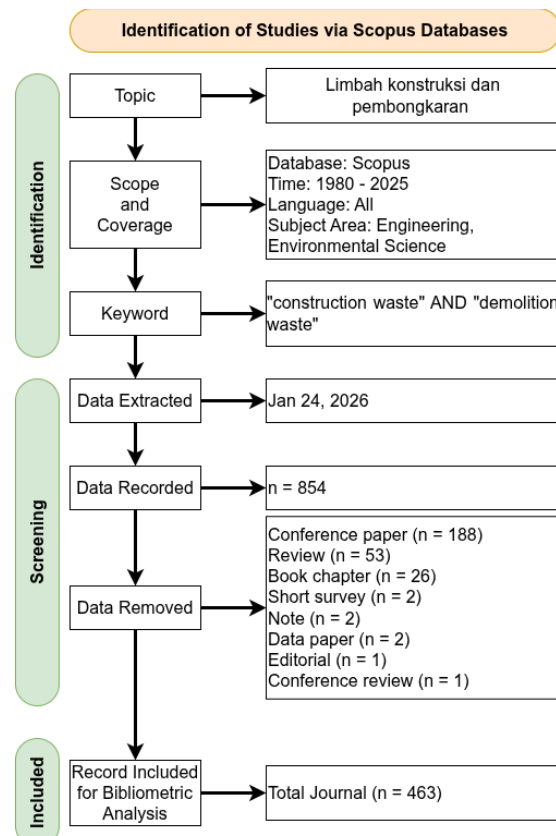 Identification of Studies via Scopus Databases
Identification
Topic
Limbah konstruksi dan
pembongkaran
Scope
and
Coverage
Database: Scopus
Time: 1980 - 2025
Language: All
Subject Area: Engineering,
Environmental Science
Keyword
"construction waste" AND "demolition
waste"
Screening
Data Extracted
Jan 24, 2026
Data Recorded
n = 854
Data Removed
Conference paper (n = 188)
Review (n = 53)
Book chapter (n = 26)
Short survey (n = 2)
Note (n = 2)
Data paper (n = 2)
Editorial (n = 1)
Conference review (n = 1)
Included
Record Included
for Bibliometric
Analysis
Total Journal (n = 463)